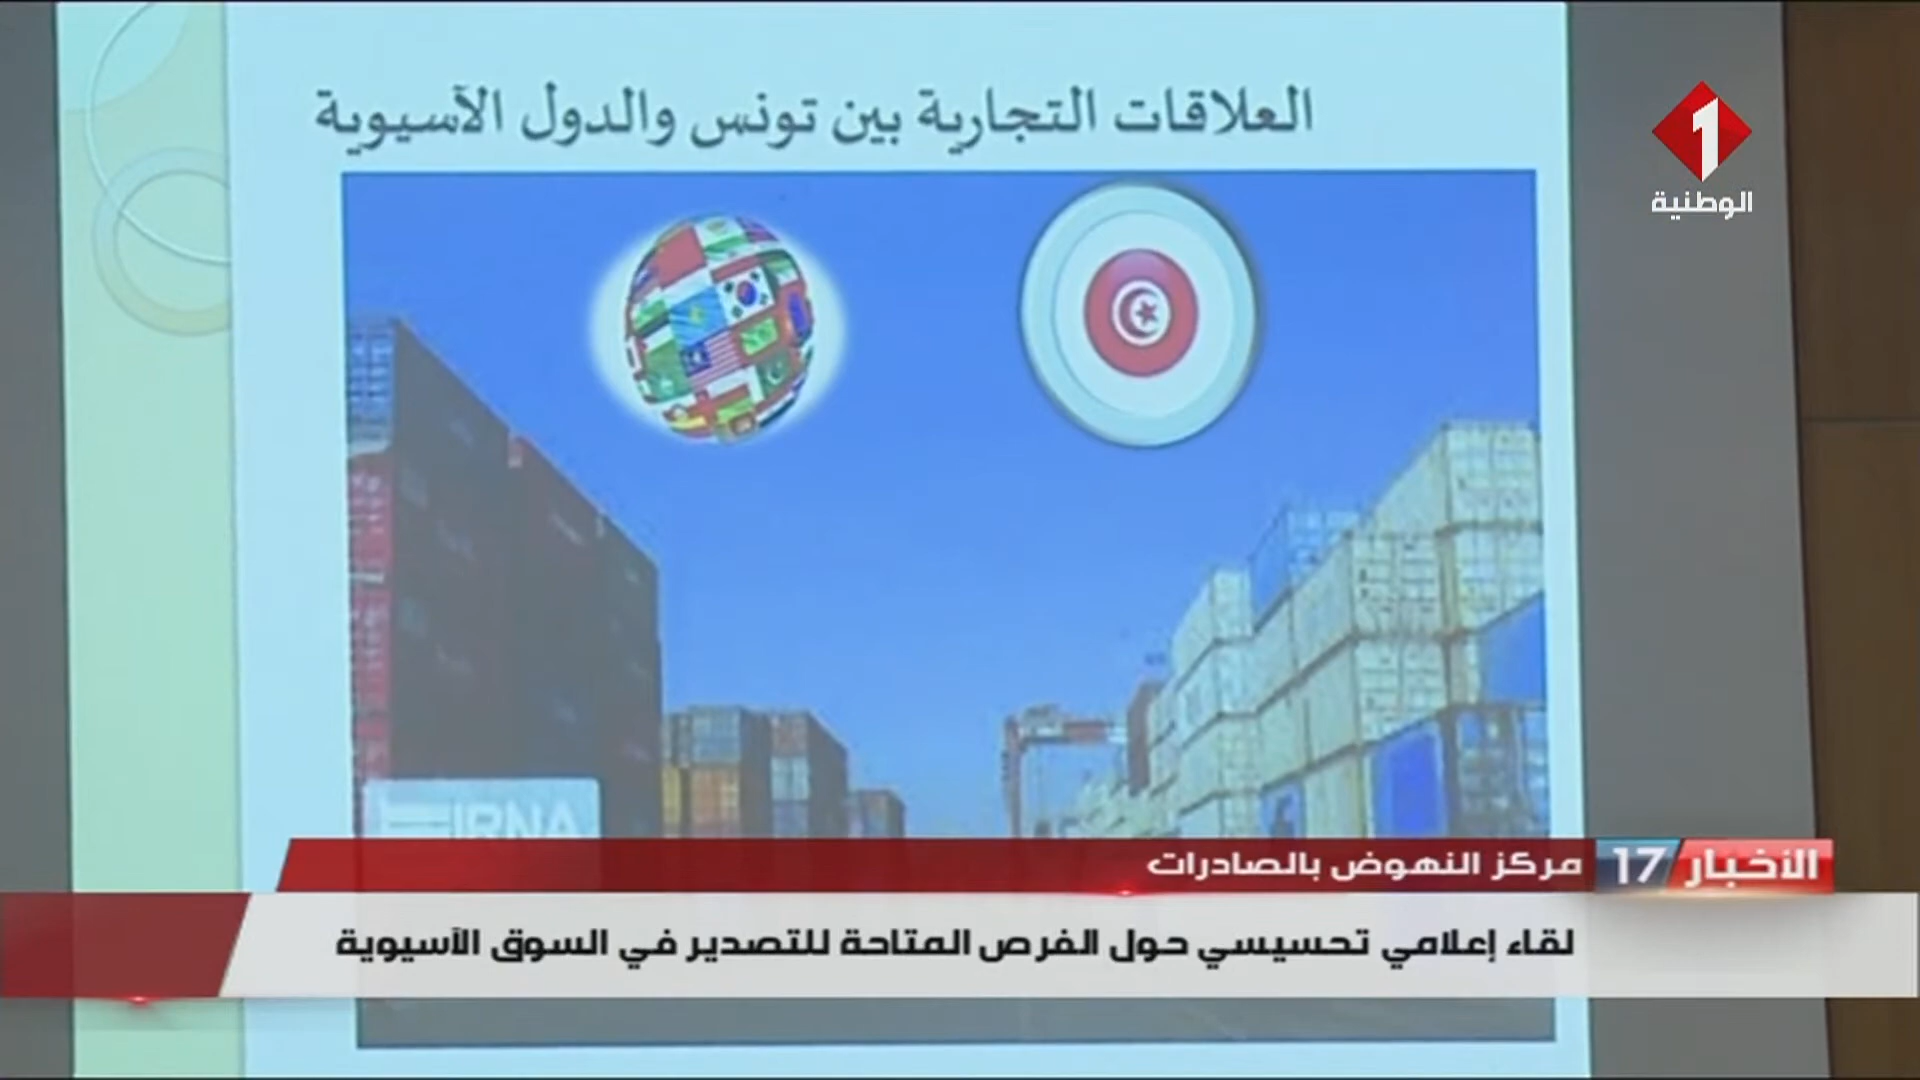 العلاقات التجارية بين تونس والدول الآسيوية
1
الوطنية
IRNA
الأخبار 17 مركز النهوض بالصادرات
لقاء إعلامي تحسيسي حول الفرص المتاحة للتصدير في السوق الآسيوية